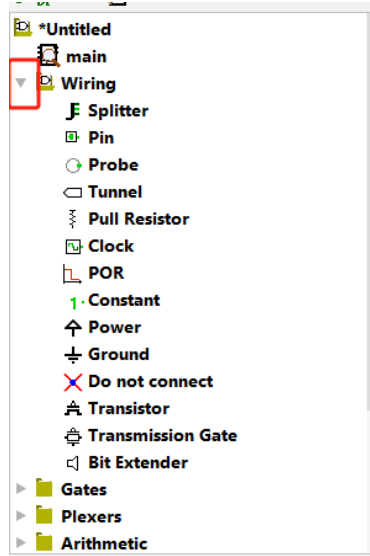 *Untitled
main
Wiring
Splitter
Pin
Probe
Tunnel
Pull Resistor
Clock
POR
1 Constant
Power
Ground
Do not connect
Transistor
Transmission Gate
Bit Extender
Gates
Plexers
Arithmetic